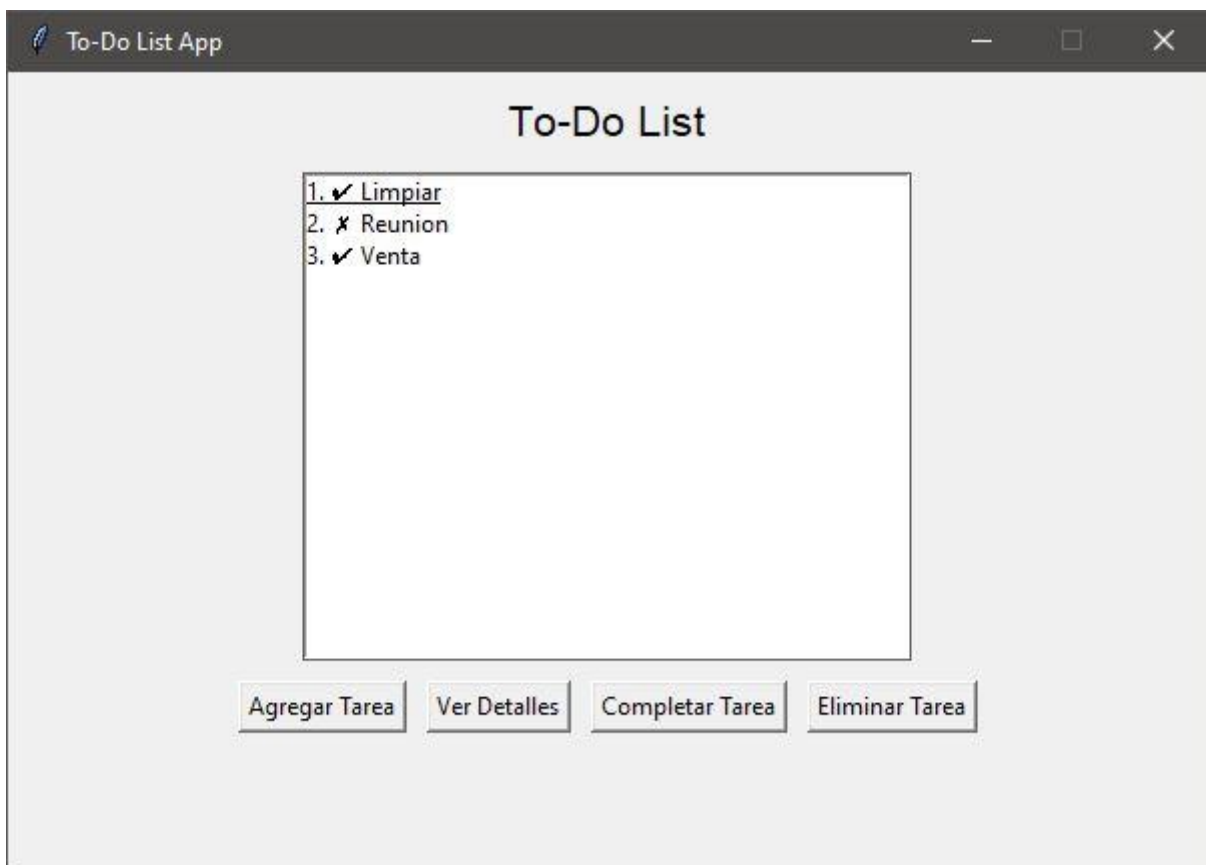 To-Do List App
To-Do List
1. ✔ Limpiar
2. ✗ Reunion
3. ✔ Venta
Agregar Tarea Ver Detalles Completar Tarea Eliminar Tarea